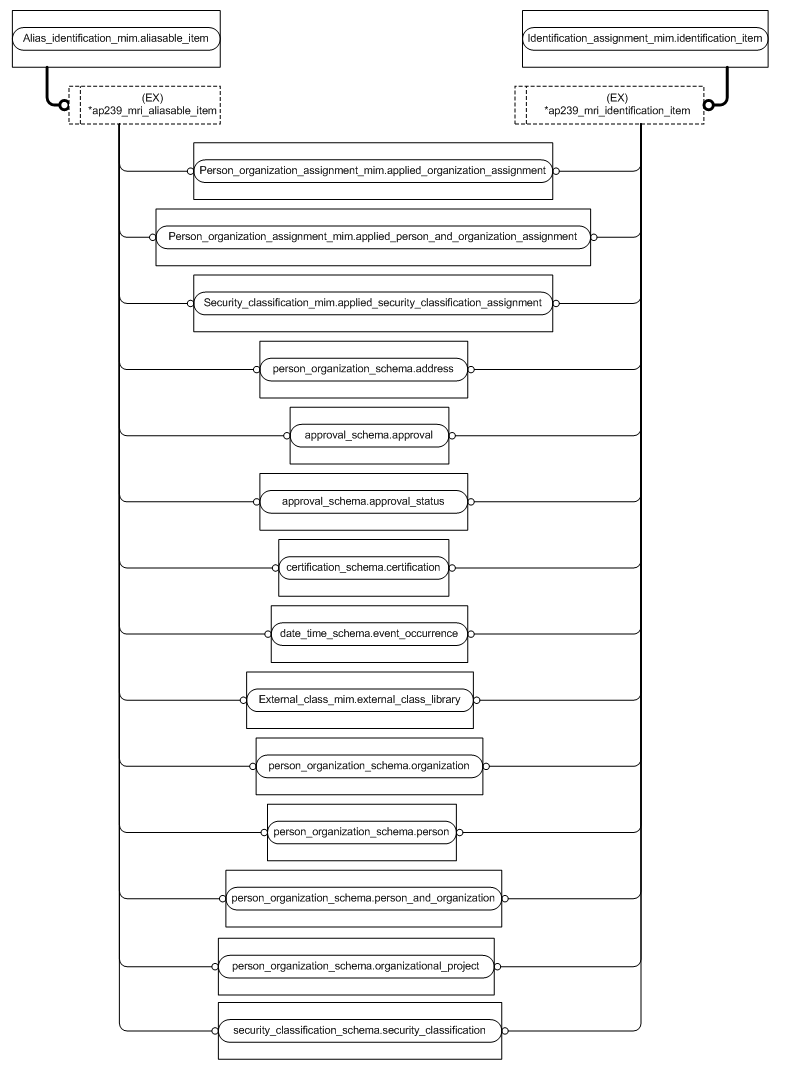 Alias_identification_mim.aliasable_item
Identification_assignment_mim.identification_item
(EX)
*ap239_mri_aliasable_item
(EX)
*ap239_mri_identification_item
Person_organization_assignment_mim.applied_organization_assignment
Person_organization_assignment_mim.applied_person_and_organization_assignment
Security_classification_mim.applied_security_classification_assignment
person_organization_schema.address
approval_schema.approval
approval_schema.approval_status
certification_schema.certification
date_time_schema.event_occurrence
External_class_mim.external_class_library
person_organization_schema.organization
person_organization_schema.person
person_organization_schema.person_and_organization
person_organization_schema.organizational_project
security_classification_schema.security_classification